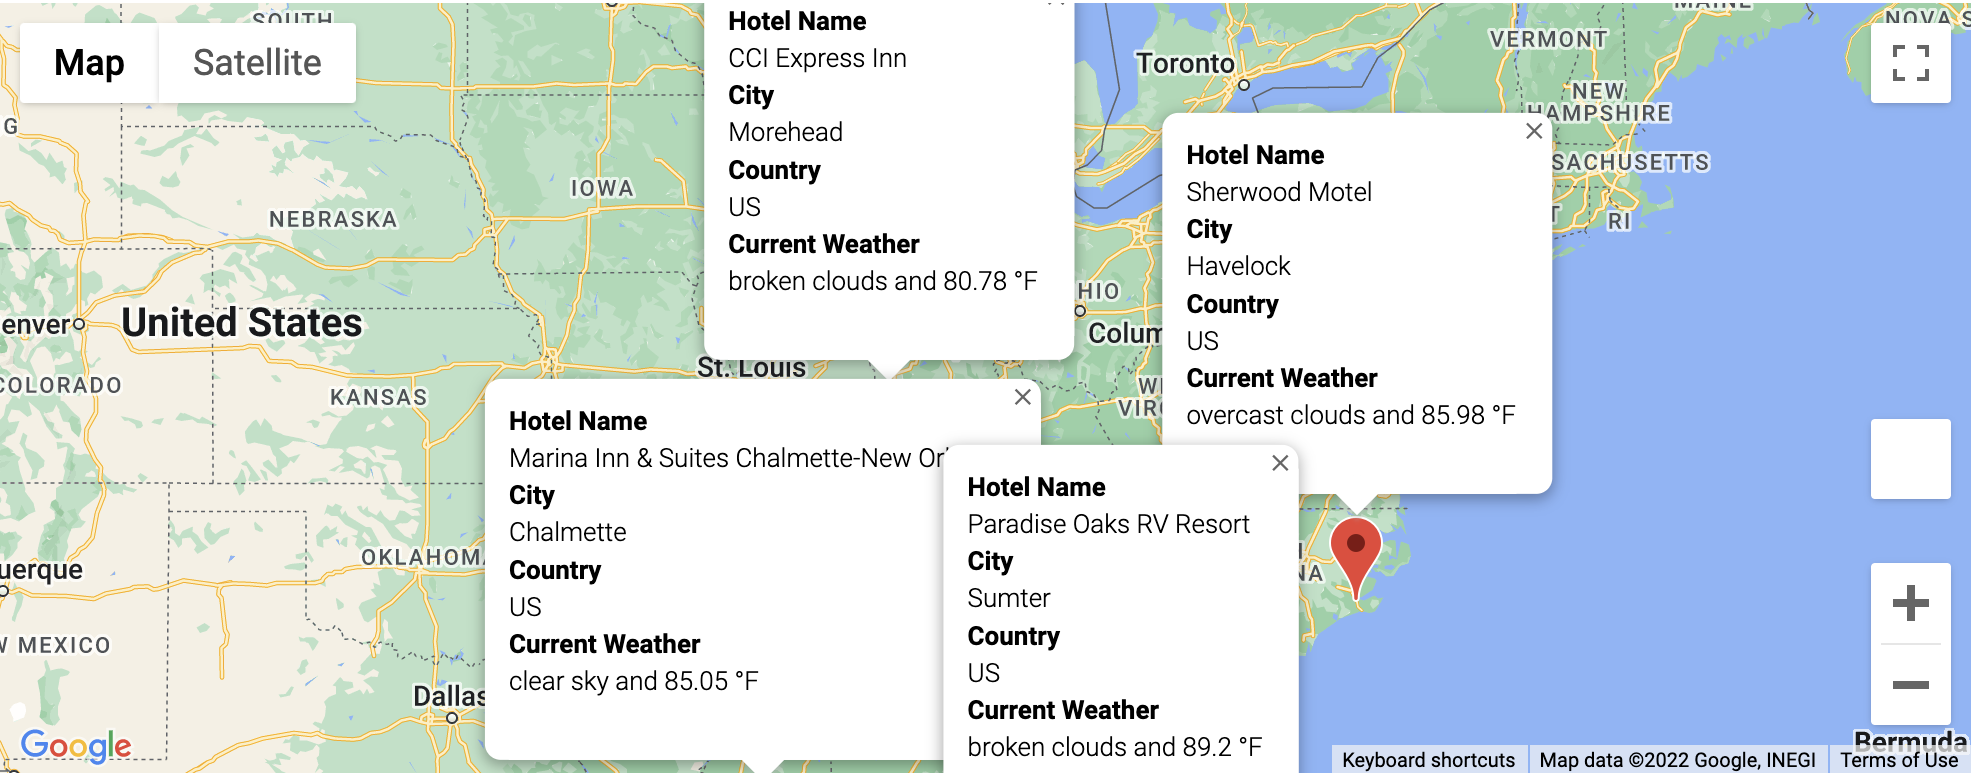 Map
Satellite
SOUTH
G
NEBRASKA
IOWA
United States
enver
COLORADO
KANSAS
St. Louis
OKLAHOM
uerque
W MEXICO
Dallas
Google
Hotel Name
CCI Express Inn
City
Morehead
Country
US
Current Weather
broken clouds and 80.78 °F
Hotel Name
Marina Inn & Suites Chalmette-New Or
City
Chalmette
Country
US
Current Weather
clear sky and 85.05 °F
Hotel Name
Paradise Oaks RV Resort
City
Sumter
Country
US
Current Weather
broken clouds and 89.2 °F
Hotel Name
Sherwood Motel
City
Havelock
Country
US
Current Weather
overcast clouds and 85.98 °F
Toronto
HIO
Colum
VIRG
NA
MAINE
VERMONT
NEW
HAMPSHIRE
SACHUSETTS
T
RI
NOVA S
Bermuda
Keyboard shortcuts
Map data ©2022 Google, INEGI
Terms of Use